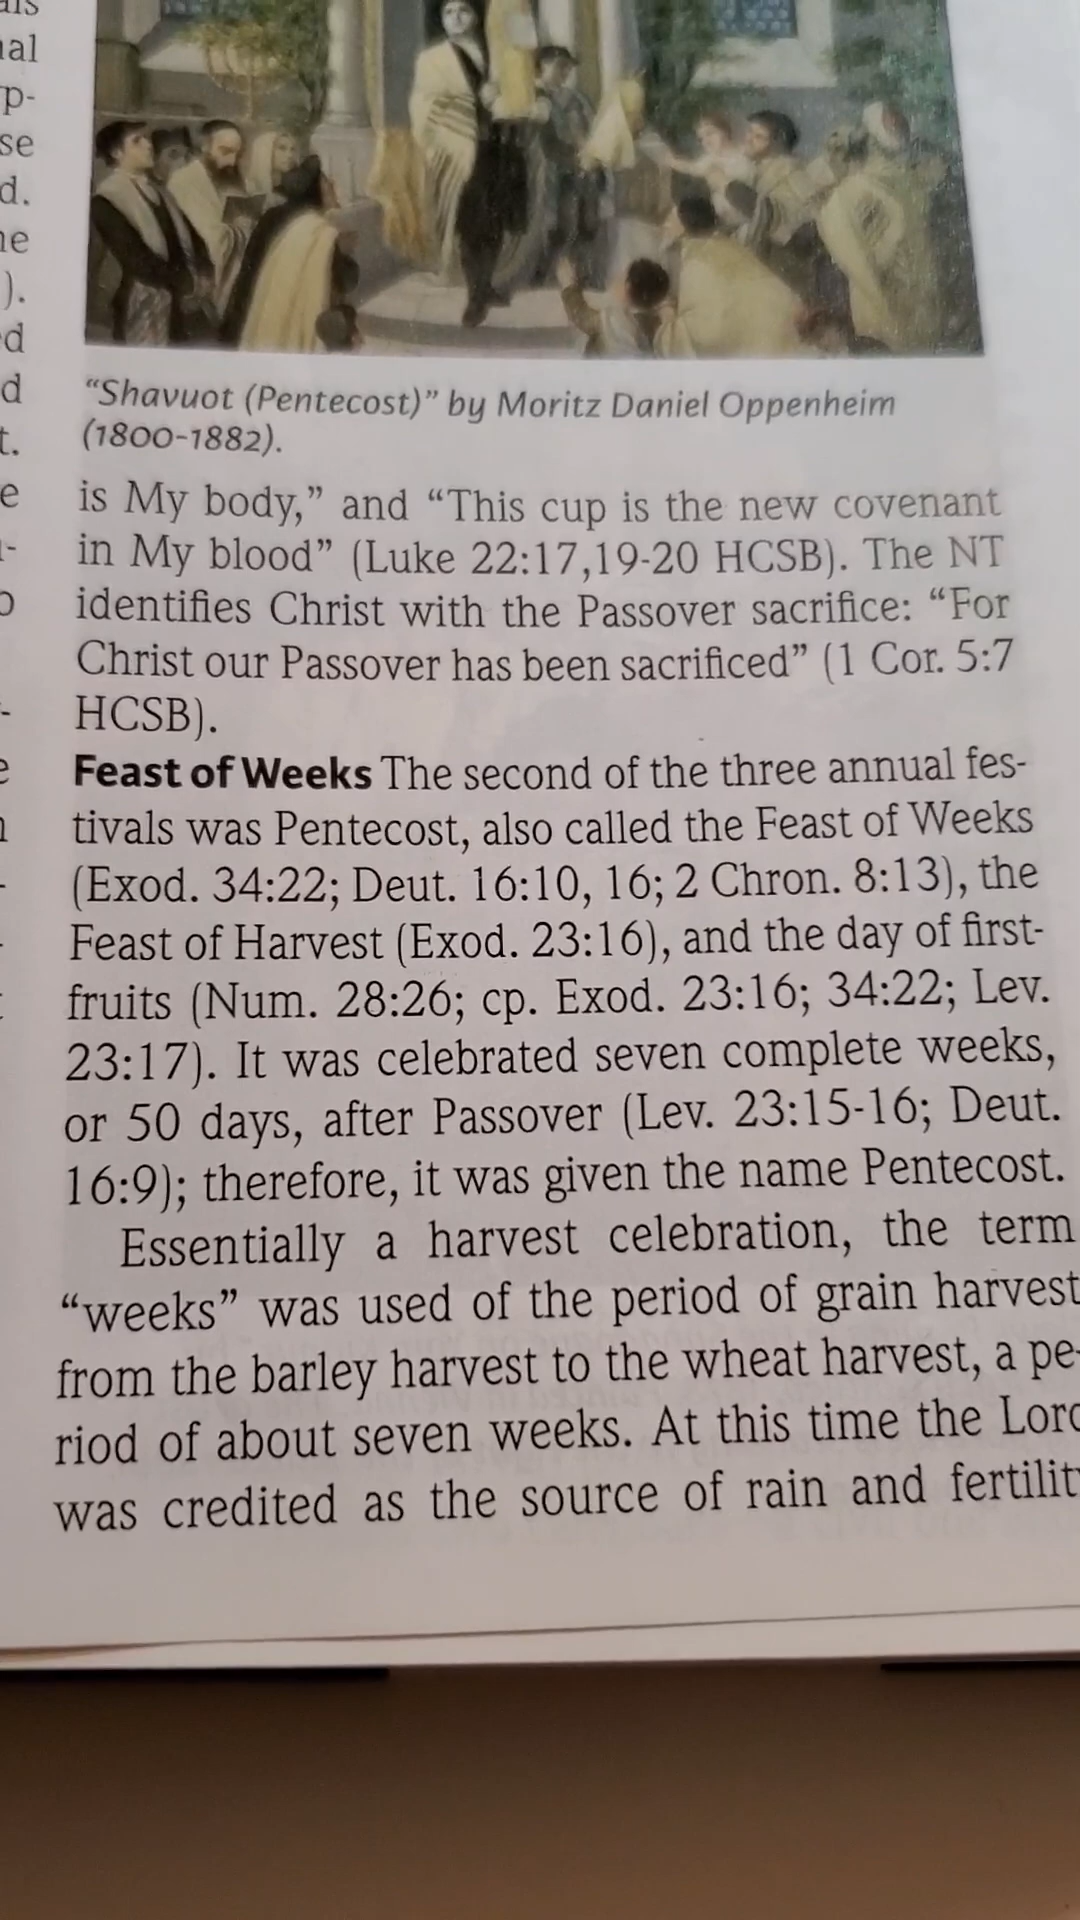 al
p-
se
d.
).
ed
d
t.
e
"Shavuot (Pentecost)" by Moritz Daniel Oppenheim
(1800-1882).
is My body," and "This cup is the new covenant
in My blood" (Luke 22:17,19-20 HCSB). The NT
identifies Christ with the Passover sacrifice: "For
Christ our Passover has been sacrificed" (1 Cor. 5:7
HCSB).
Feast of Weeks The second of the three annual fes-
tivals was Pentecost, also called the Feast of Weeks
(Exod. 34:22; Deut. 16:10, 16; 2 Chron. 8:13), the
Feast of Harvest (Exod. 23:16), and the day of first-
fruits (Num. 28:26; cp. Exod. 23:16; 34:22; Lev.
23:17). It was celebrated seven complete weeks,
or 50 days, after Passover (Lev. 23:15-16; Deut.
16:9); therefore, it was given the name Pentecost.
Essentially a harvest celebration, the term
"weeks" was used of the period of grain harvest
from the barley harvest to the wheat harvest, a pe-
riod of about seven weeks. At this time the Lord
was credited as the source of rain and fertilit